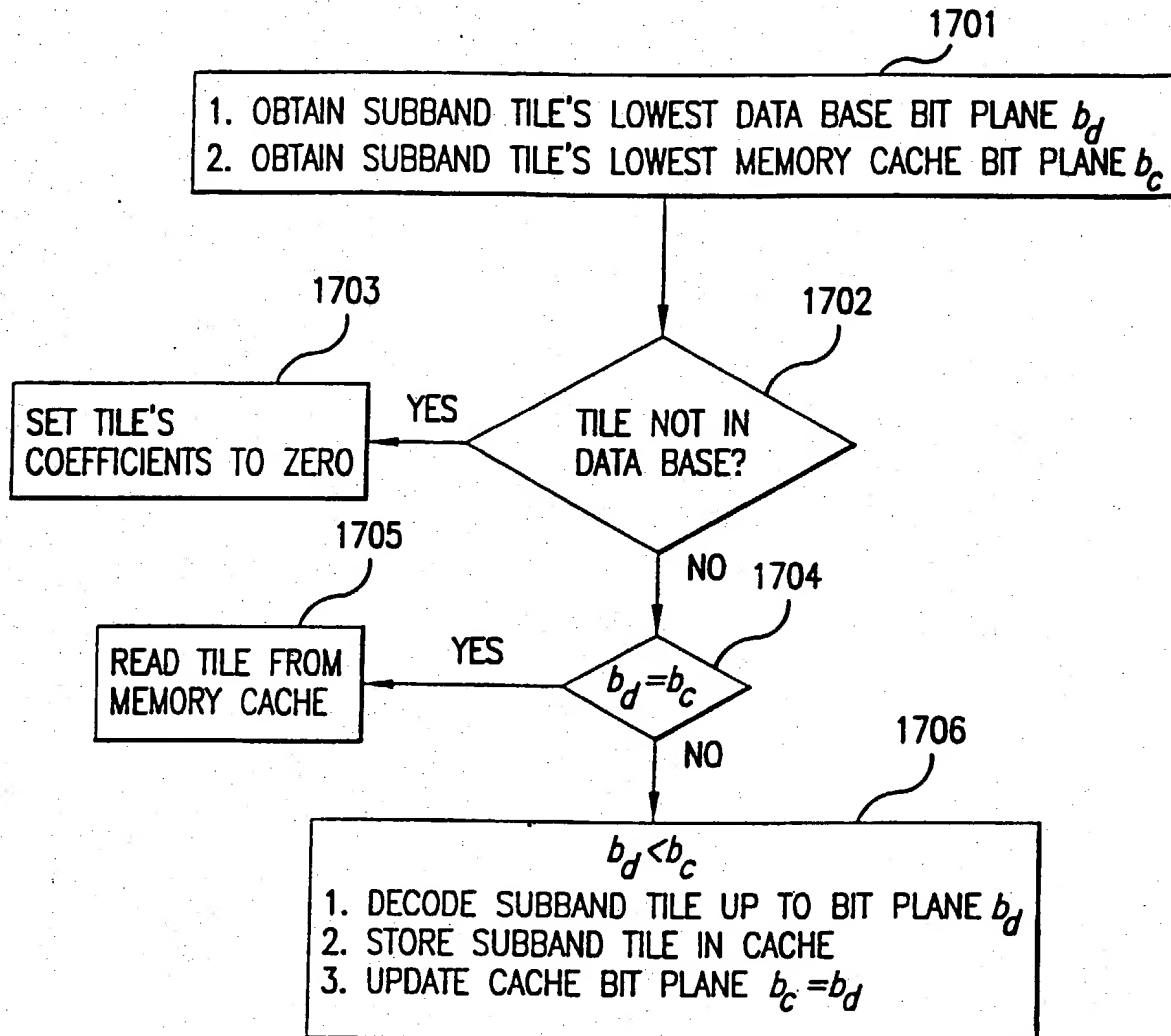 1701
1. OBTAIN SUBBAND TILE'S LOWEST DATA BASE BIT PLANE b_d
2. OBTAIN SUBBAND TILE'S LOWEST MEMORY CACHE BIT PLANE b_c
1703
1702
SET TILE'S
COEFFICIENTS TO ZERO
YES
TILE NOT IN
DATA BASE?
1705
NO
1704
READ TILE FROM
MEMORY CACHE
YES
b_d=b_c
NO
1706
b_d<b_c
1. DECODE SUBBAND TILE UP TO BIT PLANE b_d
2. STORE SUBBAND TILE IN CACHE
3. UPDATE CACHE BIT PLANE b_c=b_d